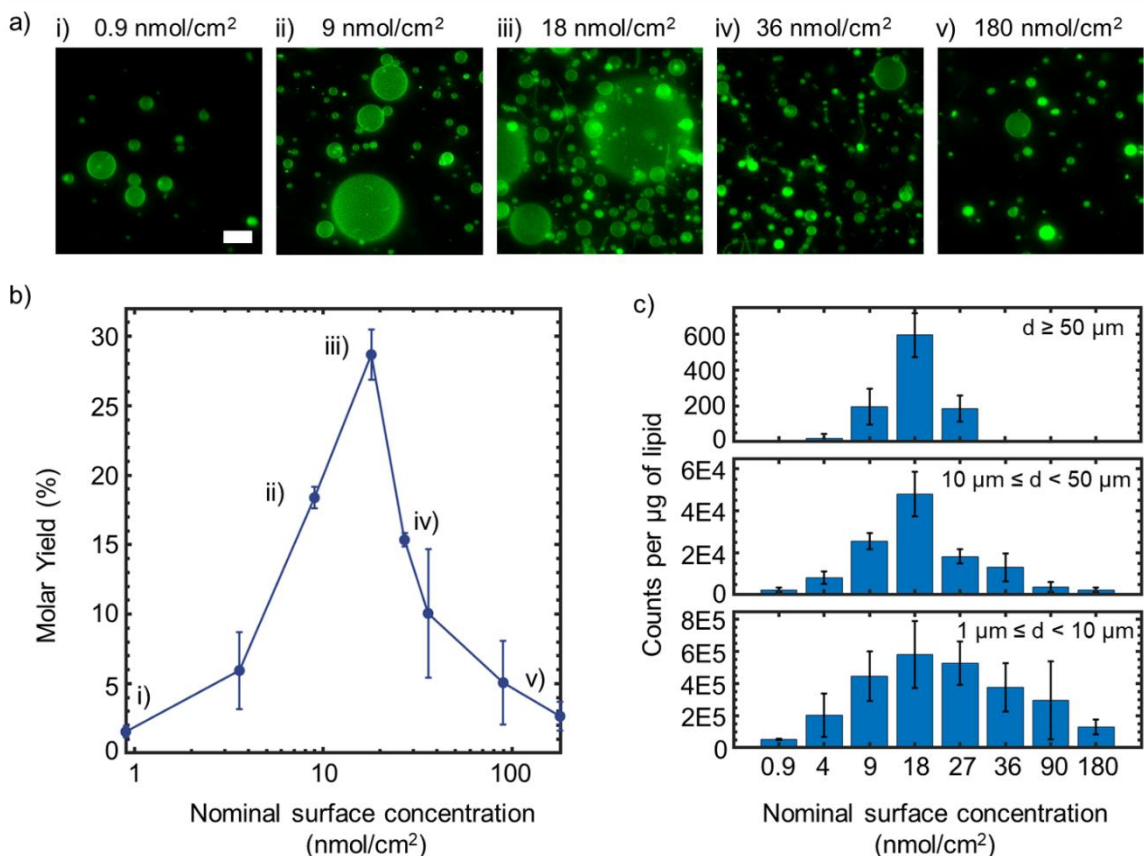 a)
i) 0.9 nmol/cm²
ii) 9 nmol/cm²
iii) 18 nmol/cm²
iv) 36 nmol/cm²
v) 180 nmol/cm²
b)
Molar Yield (%)
30
25
20
15
10
5
0
i)
ii)
iii)
iv)
v)
1
10
100
Nominal surface concentration
(nmol/cm²)
c)
Counts per µg of lipid
d ≥ 50 µm
600
400
200
0
10 µm ≤ d < 50 µm
6E4
4E4
2E4
0
1 µm ≤ d < 10 µm
8E5
6E5
4E5
2E5
0
0.9 4 9 18 27 36 90 180
Nominal surface concentration
(nmol/cm²)